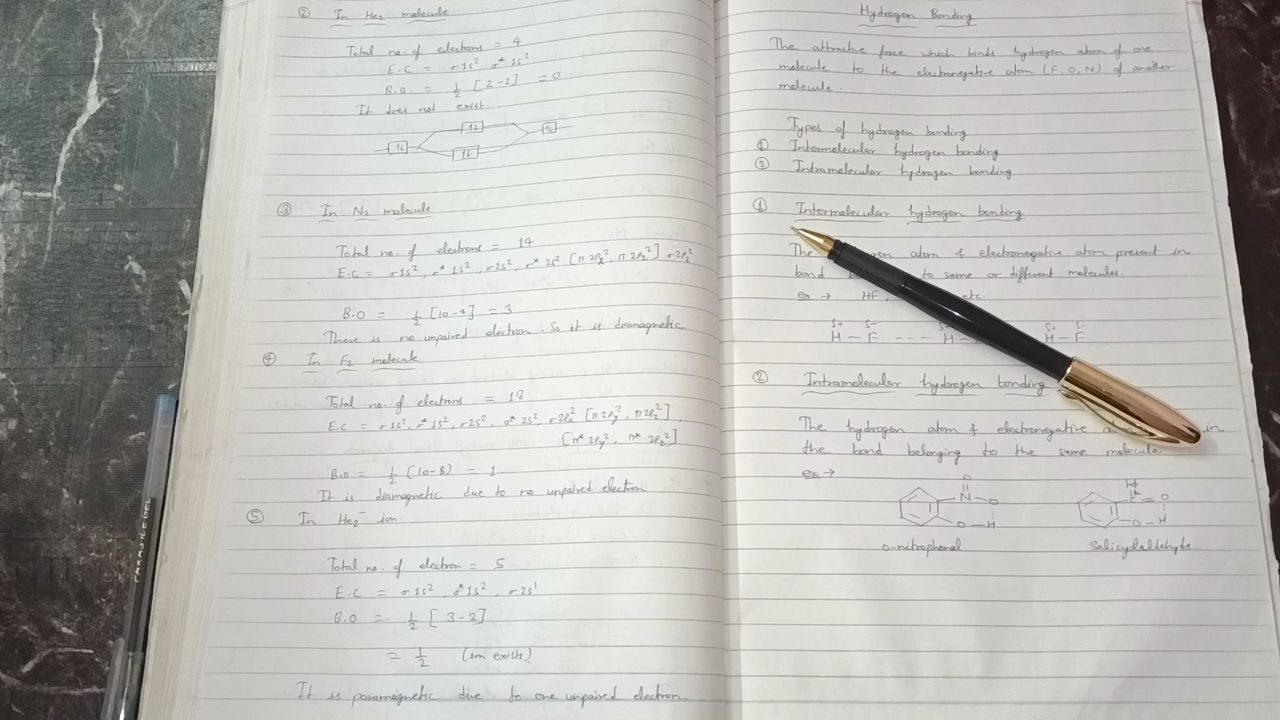 ② In He₂ molecule
Total no. of electrons = 4
E.C = σ1s², σ*1s²
B.O. = 1/2 [2-2] = 0
It does not exist.
③ In N₂ molecule
Total no. of electrons = 14
E.C = σ1s², σ*1s², σ2s², σ*2s² [π2Px², π2Pz²] σ2Pz²
B.O = 1/2 [10-4] = 3
There is no unpaired electron. So it is diamagnetic
④ In F₂ molecule
Total no. of electrons = 18
E.C = σ1s², σ*1s², σ2s², σ*2s², σ2Pz² [π2Py², π2Pz²],
[π*2Py², π*2Pz²]
B.O = 1/2 (10-8) = 1
It is diamagnetic due to no unpaired electron
⑤ In He₂⁻ ion.
Total no. of electron = 5
E.C = σ1s², σ*1s², σ2s¹
B.O = 1/2 [3-2]
= 1/2 (ion exists)
It is paramagnetic due to one unpaired electron.
Hydrogen Bonding
The attractive force which binds hydrogen atom of one
molecule to the electronegative atom (F, O, N) of another
molecule.
Types of hydrogen bonding
① Intermolecular hydrogen bonding
② Intramolecular hydrogen bonding
① Intermolecular hydrogen bonding
The atom & electronegative atom present in
bond to same or different molecules.
ex → HF, etc.
δ+ δ- δ+ δ+ δ-
H - F --- H - H - F
② Intramolecular hydrogen bonding
The hydrogen atom & electronegative in
the bond belonging to the same molecule
ex →
O H
N O C = O
O - H O - H
o-nitrophenol salicylaldehyde.
PARAS ICE GEL